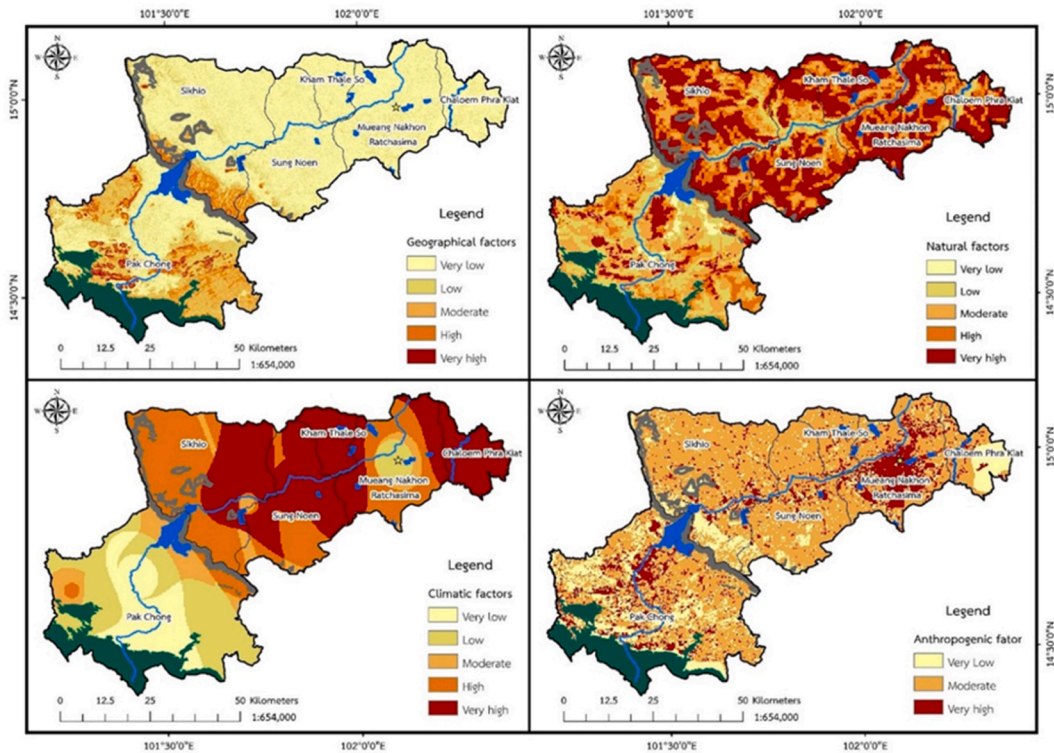 101°30'0"E 102°0'0"E 101°30'0"E 102°0'0"E
15°0'0"N
14°30'0"N
N
W E
S
Sikhio
Kham Thale So
Chaloem Phra Kiat
Mueang Nakhon
Ratchasima
Sung Noen
Pak Chong
Legend
Geographical factors
Very low
Low
Moderate
High
Very high
0 12.5 25 50 Kilometers
1:654,000
N
W E
S
Sikhio
Kham Thale So
Chaloem Phra Kiat
Mueang Nakhon
Ratchasima
Sung Noen
Pak Chong
Legend
Natural factors
Very low
Low
Moderate
High
Very high
0 12.5 25 50 Kilometers
1:654,000
15°0'0"N
14°30'0"N
N
W E
S
Sikhio
Kham Thale So
Chaloem Phra Kiat
Mueang Nakhon
Ratchasima
Sung Noen
Pak Chong
Legend
Climatic factors
Very low
Low
Moderate
High
Very high
0 12.5 25 50 Kilometers
1:654,000
N
W E
S
Sikhio
Kham Thale So
Chaloem Phra Kiat
Mueang Nakhon
Ratchasima
Sung Noen
Pak Chong
Legend
Anthropogenic fator
Very Low
Moderate
Very high
0 12.5 25 50 Kilometers
1:654,000
15°0'0"N
14°30'0"N
101°30'0"E 102°0'0"E 101°30'0"E 102°0'0"E